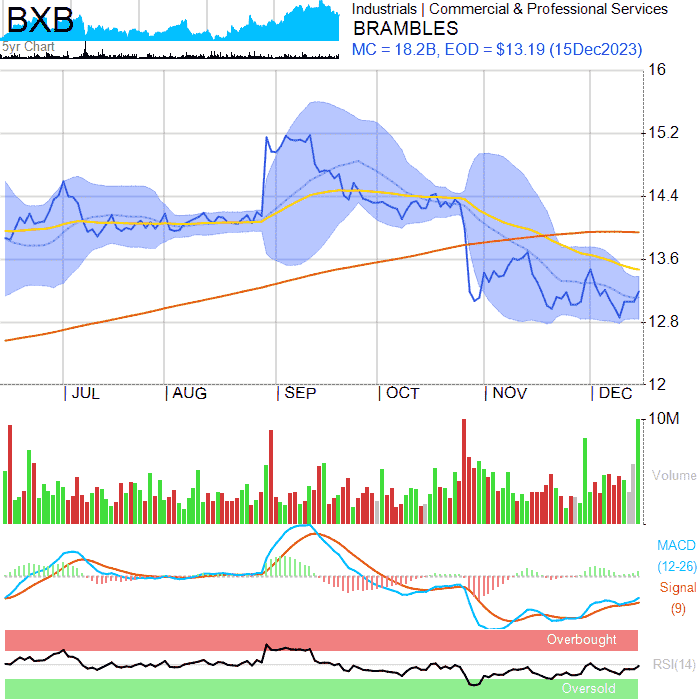 BXB
5yr Chart
Industrials | Commercial & Professional Services
BRAMBLES
MC = 18.2B, EOD = $13.19 (15Dec2023)
16
15.2
14.4
13.6
12.8
12
| JUL | AUG | SEP | OCT | NOV | DEC
10M
Volume
MACD
(12-26)
Signal
(9)
Overbought
RSI(14)
Oversold